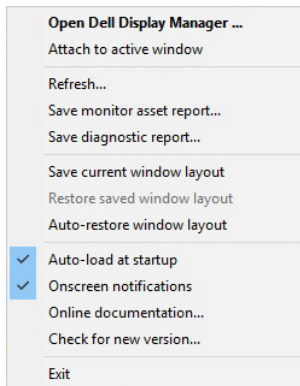 Open Dell Display Manager ...
Attach to active window
Refresh...
Save monitor asset report...
Save diagnostic report...
Save current window layout
Restore saved window layout
Auto-restore window layout
Auto-load at startup
Onscreen notifications
Online documentation...
Check for new version...
Exit